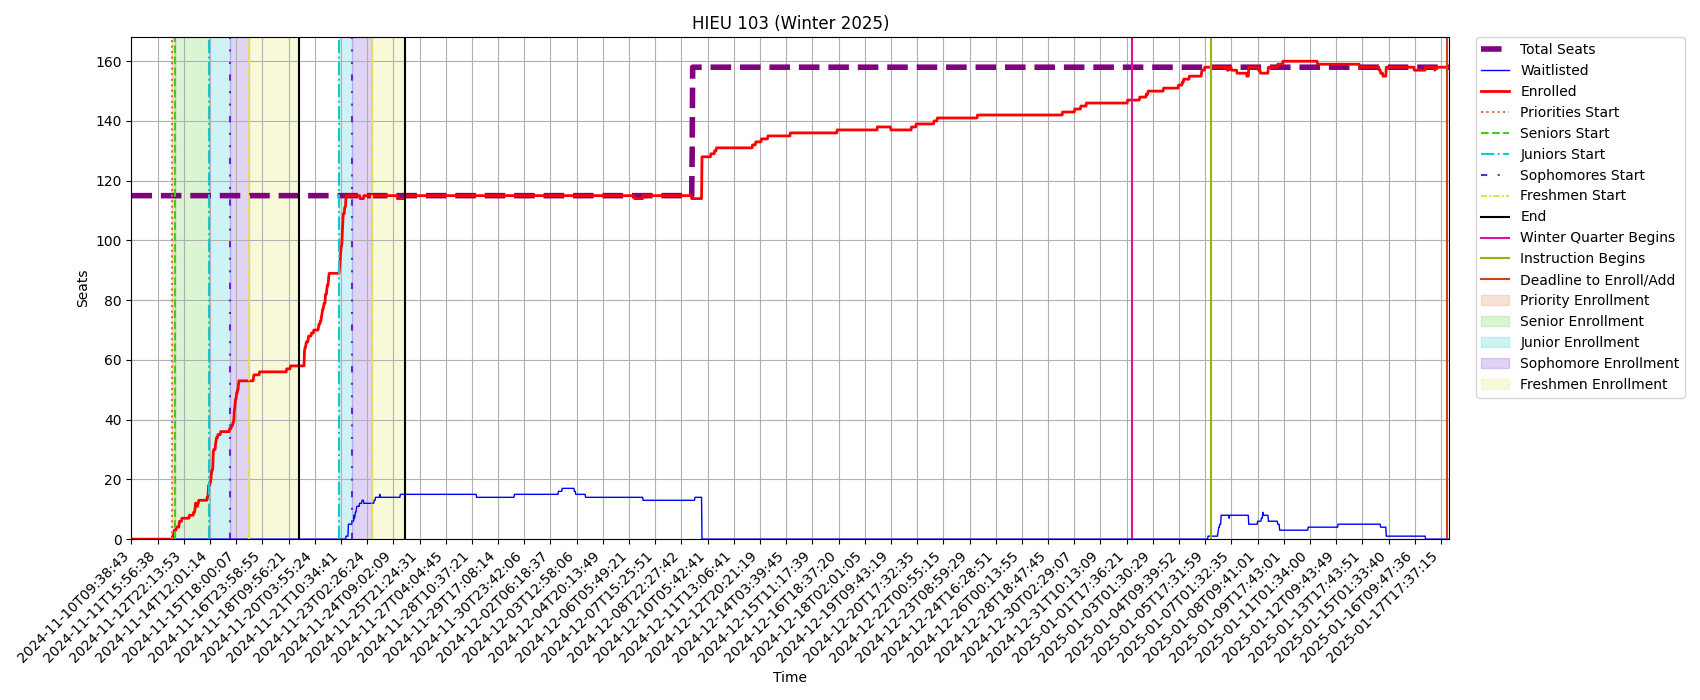 HIEU 103 (Winter 2025)
Seats
160
140
120
100
80
60
40
20
0
2024-11-10T09:38:43
2024-11-11T15:56:38
2024-11-12T22:13:53
2024-11-14T12:01:14
2024-11-15T18:00:07
2024-11-16T23:58:55
2024-11-18T09:56:21
2024-11-20T03:55:24
2024-11-21T10:34:41
2024-11-23T02:26:24
2024-11-24T09:02:09
2024-11-25T21:24:31
2024-11-27T04:04:45
2024-11-28T10:37:21
2024-11-29T17:08:14
2024-11-30T23:42:06
2024-12-02T06:18:37
2024-12-03T12:58:06
2024-12-04T20:13:49
2024-12-06T05:49:21
2024-12-07T15:25:51
2024-12-08T22:27:42
2024-12-10T05:42:41
2024-12-11T13:06:41
2024-12-12T20:21:19
2024-12-14T03:39:45
2024-12-15T11:17:39
2024-12-16T18:37:20
2024-12-18T02:01:05
2024-12-19T09:43:19
2024-12-20T17:32:35
2024-12-22T00:55:15
2024-12-23T08:59:29
2024-12-24T16:28:51
2024-12-26T00:13:55
2024-12-28T18:47:45
2024-12-30T02:29:07
2024-12-31T10:13:09
2025-01-01T17:36:21
2025-01-03T01:30:29
2025-01-04T09:39:52
2025-01-05T17:31:59
2025-01-07T01:32:35
2025-01-08T09:41:01
2025-01-09T17:43:01
2025-01-11T01:34:00
2025-01-12T09:43:49
2025-01-13T17:43:51
2025-01-15T01:33:40
2025-01-16T09:47:36
2025-01-17T17:37:15
Time
Total Seats
Waitlisted
Enrolled
Priorities Start
Seniors Start
Juniors Start
Sophomores Start
Freshmen Start
End
Winter Quarter Begins
Instruction Begins
Deadline to Enroll/Add
Priority Enrollment
Senior Enrollment
Junior Enrollment
Sophomore Enrollment
Freshmen Enrollment